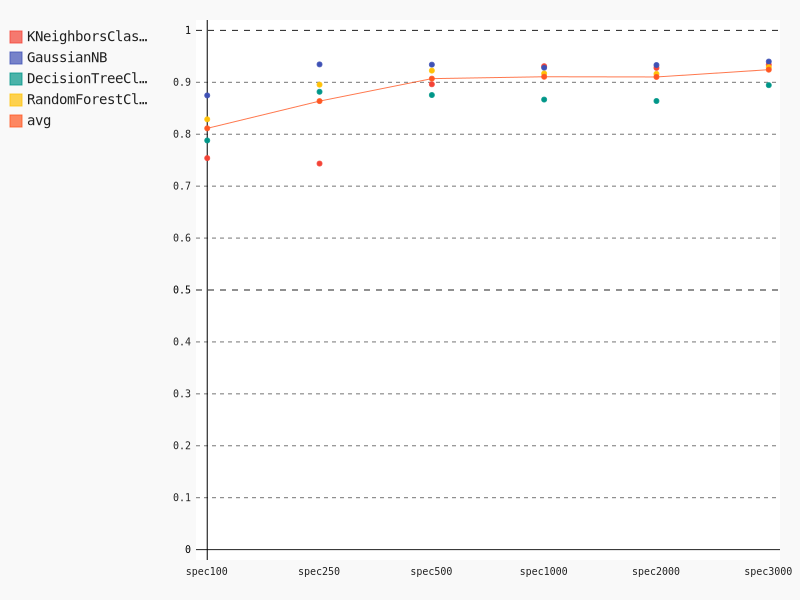 KNeighborsClas…
GaussianNB
DecisionTreeCl…
RandomForestCl…
avg
1
0.9
0.8
0.7
0.6
0.5
0.4
0.3
0.2
0.1
0
spec100 spec250 spec500 spec1000 spec2000 spec3000